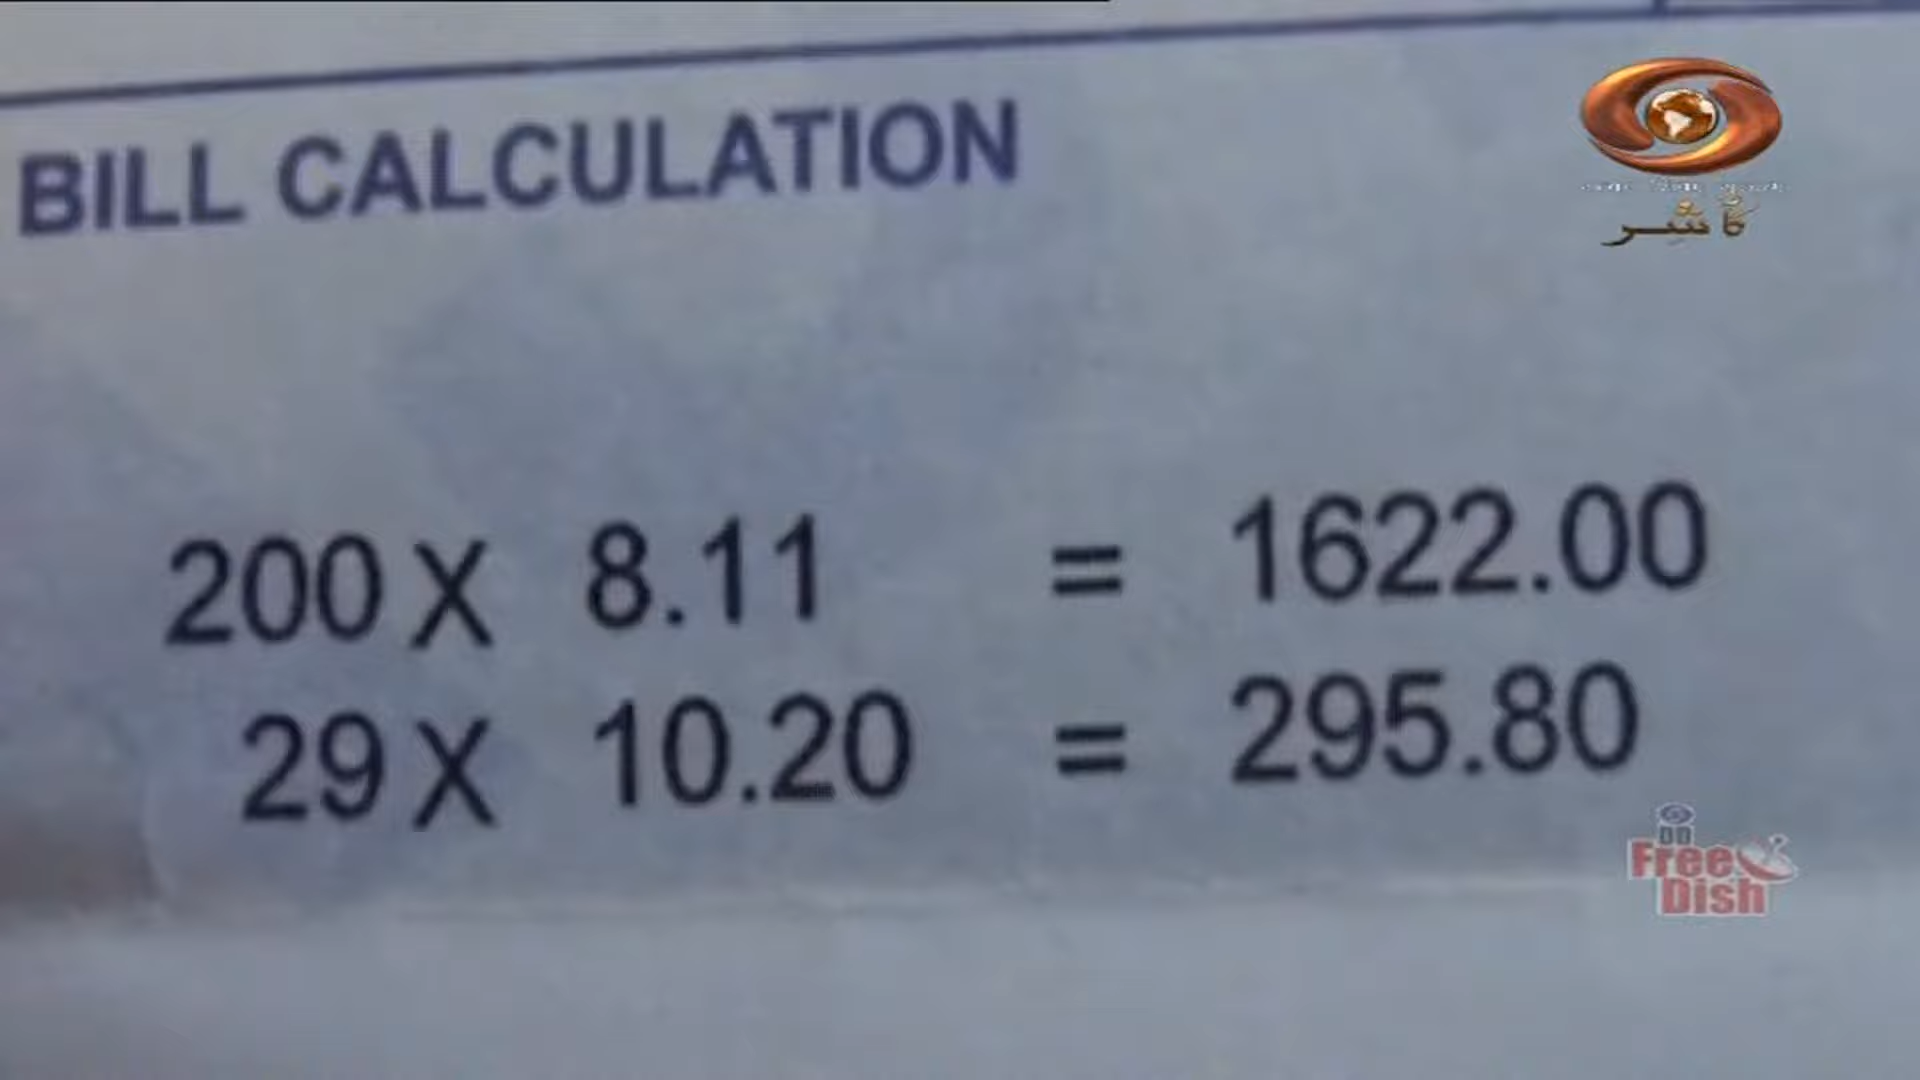 BILL CALCULATION
کٲشِر
200 X 8.11 = 1622.00
29 X 10.20 = 295.80
DD
Free
Dish